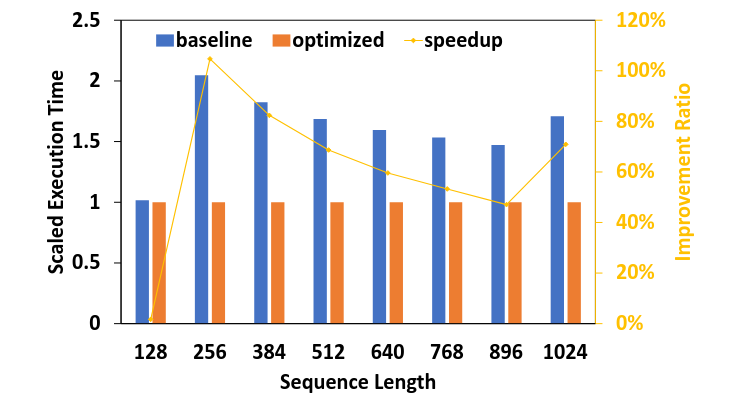 baseline optimized speedup
Scaled Execution Time
2.5
2
1.5
1
0.5
0
120%
100%
80%
60%
40%
20%
0%
Improvement Ratio
128 256 384 512 640 768 896 1024
Sequence Length